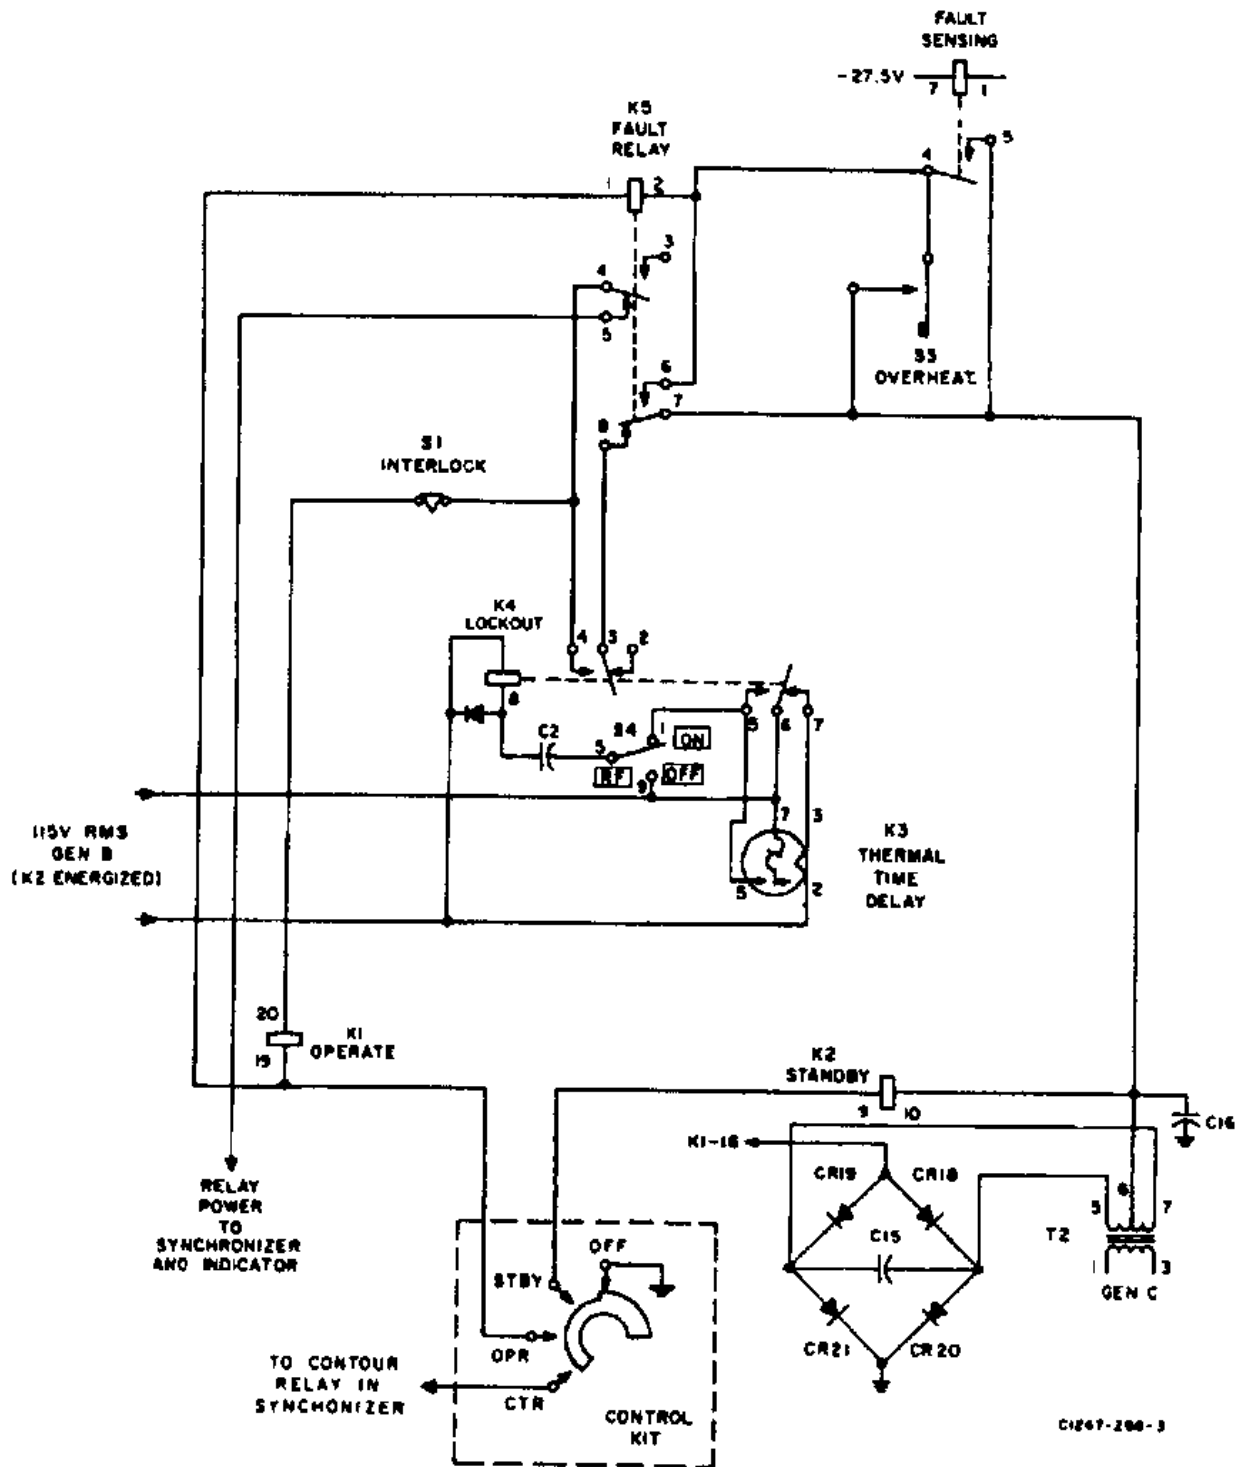 FAULT
SENSING
-27.5V
7
1
K5
FAULT
RELAY
1
2
4
5
3
4
5
S5
OVERHEAT
6
7
8
S1
INTERLOCK
K4
LOCKOUT
4
3
2
8
C2
S4
1
ON
5
RF
OFF
9
5
6
7
115V RMS
GEN B
(K2 ENERGIZED)
7
3
5
2
K3
THERMAL
TIME
DELAY
20
19
K1
OPERATE
K2
STANDBY
9
10
C16
K1-16
CR19
CR18
C15
CR21
CR20
5
6
7
T2
1
3
GEN C
RELAY
POWER
TO
SYNCHRONIZER
AND INDICATOR
OFF
STBY
OPR
CTR
TO CONTOUR
RELAY IN
SYNCHONIZER
CONTROL
KIT